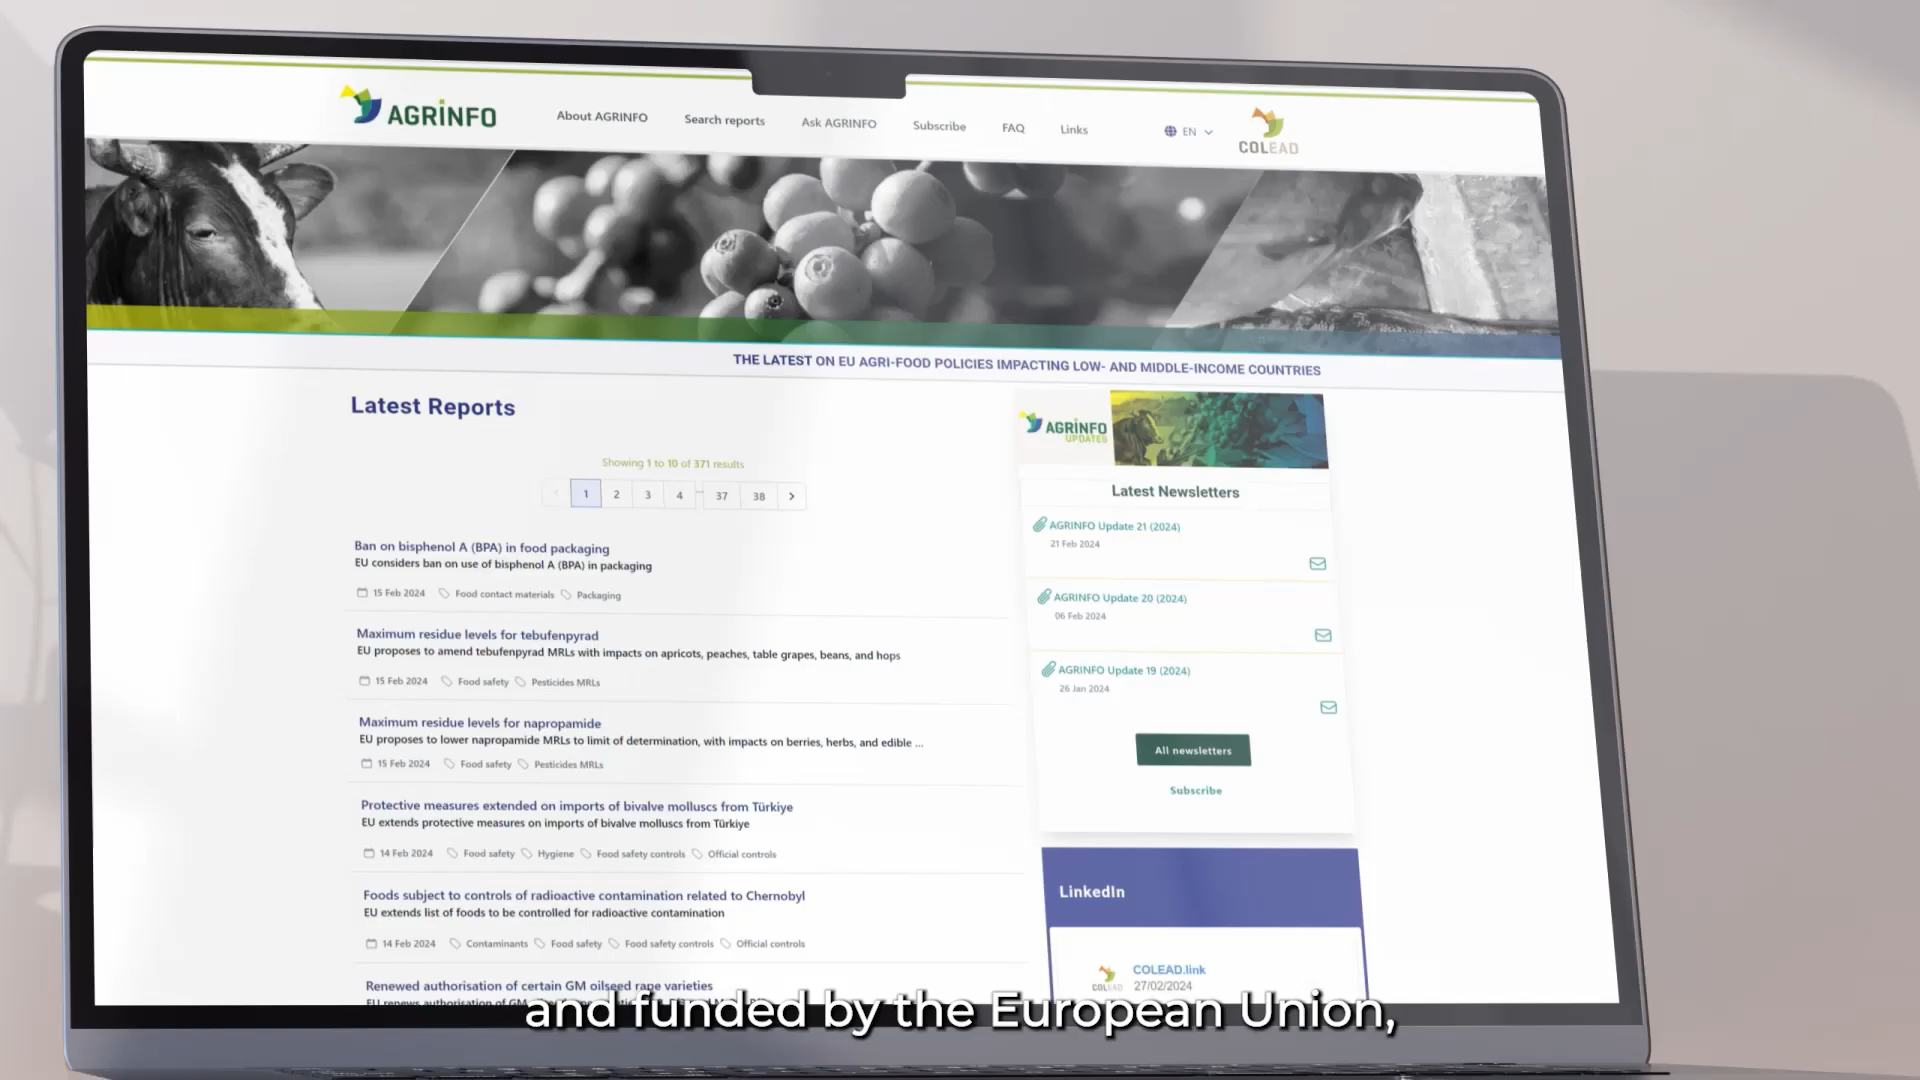 AGRINFO
About AGRINFO
Search reports
Ask AGRINFO
Subscribe
FAQ
Links
EN
COLEAD
THE LATEST ON EU AGRI-FOOD POLICIES IMPACTING LOW- AND MIDDLE-INCOME COUNTRIES
Latest Reports
Showing 1 to 10 of 371 results
1 2 3 4 ... 37 38
Ban on bisphenol A (BPA) in food packaging
EU considers ban on use of bisphenol A (BPA) in packaging
15 Feb 2024 Food contact materials Packaging
Maximum residue levels for tebufenpyrad
EU proposes to amend tebufenpyrad MRLs with impacts on apricots, peaches, table grapes, beans, and hops
15 Feb 2024 Food safety Pesticides MRLs
Maximum residue levels for napropamide
EU proposes to lower napropamide MRLs to limit of determination, with impacts on berries, herbs, and edible ...
15 Feb 2024 Food safety Pesticides MRLs
Protective measures extended on imports of bivalve molluscs from Türkiye
EU extends protective measures on imports of bivalve molluscs from Türkiye
14 Feb 2024 Food safety Hygiene Food safety controls Official controls
Foods subject to controls of radioactive contamination related to Chernobyl
EU extends list of foods to be controlled for radioactive contamination
14 Feb 2024 Contaminants Food safety Food safety controls Official controls
Renewed authorisation of certain GM oilseed rape varieties
EU renews authorisation of GM
AGRINFO
UPDATES
Latest Newsletters
AGRINFO Update 21 (2024)
21 Feb 2024
AGRINFO Update 20 (2024)
06 Feb 2024
AGRINFO Update 19 (2024)
26 Jan 2024
All newsletters
Subscribe
LinkedIn
COLEAD
COLEAD.link
27/02/2024
and funded by the European Union,